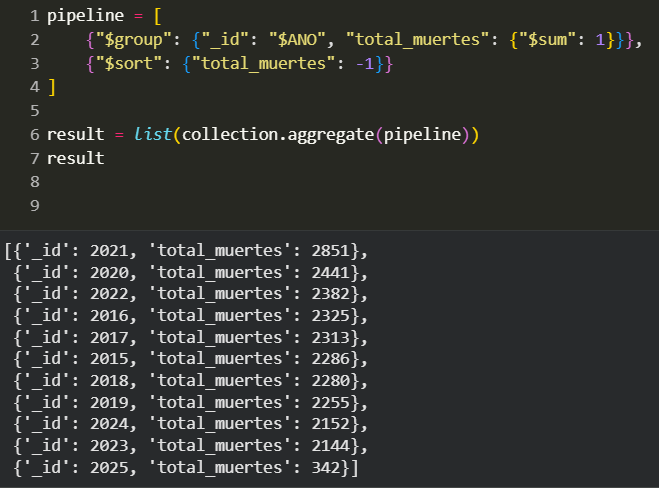 1 pipeline = [
2 {"$group": {"_id": "$ANO", "total_muertes": {"$sum": 1}}},
3 {"$sort": {"total_muertes": -1}}
4 ]
5
6 result = list(collection.aggregate(pipeline))
7 result
8
9
[{'_id': 2021, 'total_muertes': 2851},
{'_id': 2020, 'total_muertes': 2441},
{'_id': 2022, 'total_muertes': 2382},
{'_id': 2016, 'total_muertes': 2325},
{'_id': 2017, 'total_muertes': 2313},
{'_id': 2015, 'total_muertes': 2286},
{'_id': 2018, 'total_muertes': 2280},
{'_id': 2019, 'total_muertes': 2255},
{'_id': 2024, 'total_muertes': 2152},
{'_id': 2023, 'total_muertes': 2144},
{'_id': 2025, 'total_muertes': 342}]